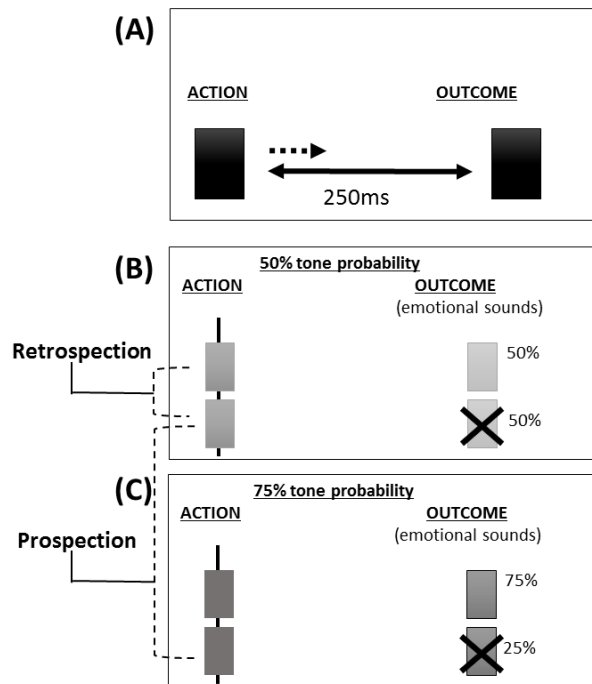 (A)
ACTION OUTCOME
250ms
(B)
50% tone probability
ACTION OUTCOME
(emotional sounds)
Retrospection
50%
50%
(C)
75% tone probability
ACTION OUTCOME
(emotional sounds)
Prospection
75%
25%